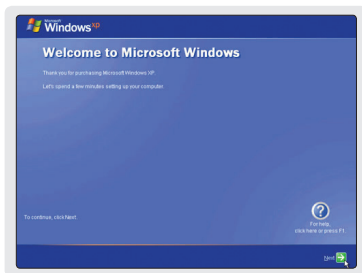 Microsoft
Windows xp
Welcome to Microsoft Windows
Thank you for purchasing Microsoft Windows XP.
Let's spend a few minutes setting up your computer.
To continue, click Next.
For help,
click here or press F1.
Next